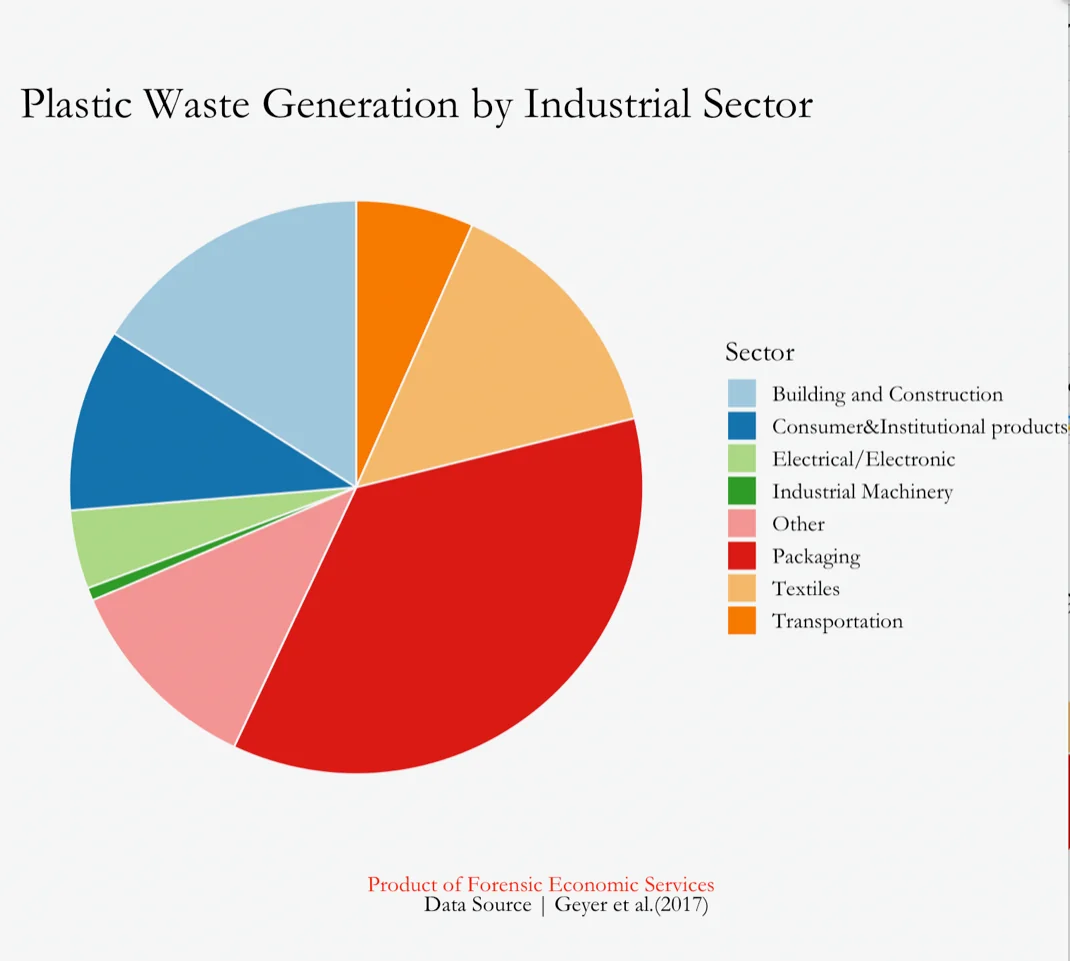 Plastic Waste Generation by Industrial Sector
Sector
Building and Construction
Consumer&Institutional products
Electrical/Electronic
Industrial Machinery
Other
Packaging
Textiles
Transportation
Product of Forensic Economic Services
Data Source | Geyer et al.(2017)